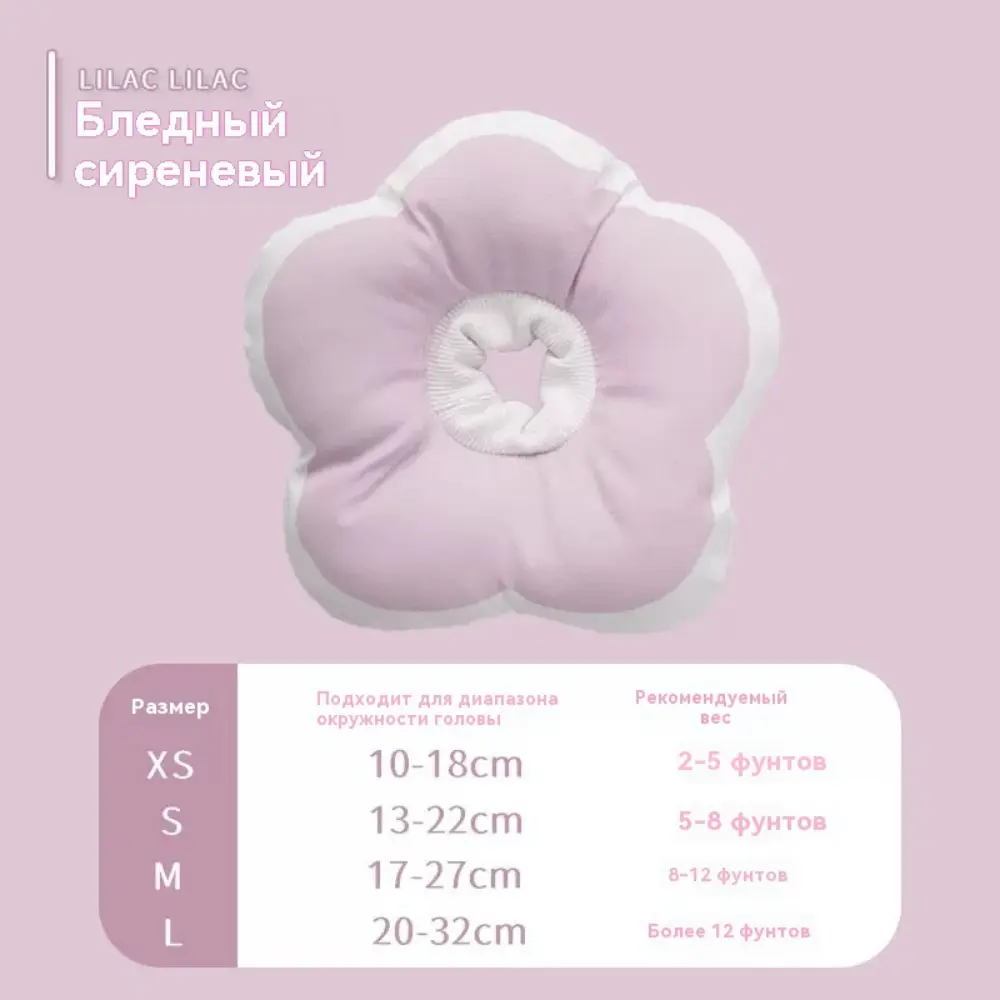 LILAC LILAC
Бледный
сиреневый
Размер
Подходит для диапазона
окружности головы
Рекомендуемый
вес
XS
10-18cm
2-5 фунтов
S
13-22cm
5-8 фунтов
M
17-27cm
8-12 фунтов
L
20-32cm
Более 12 фунтов